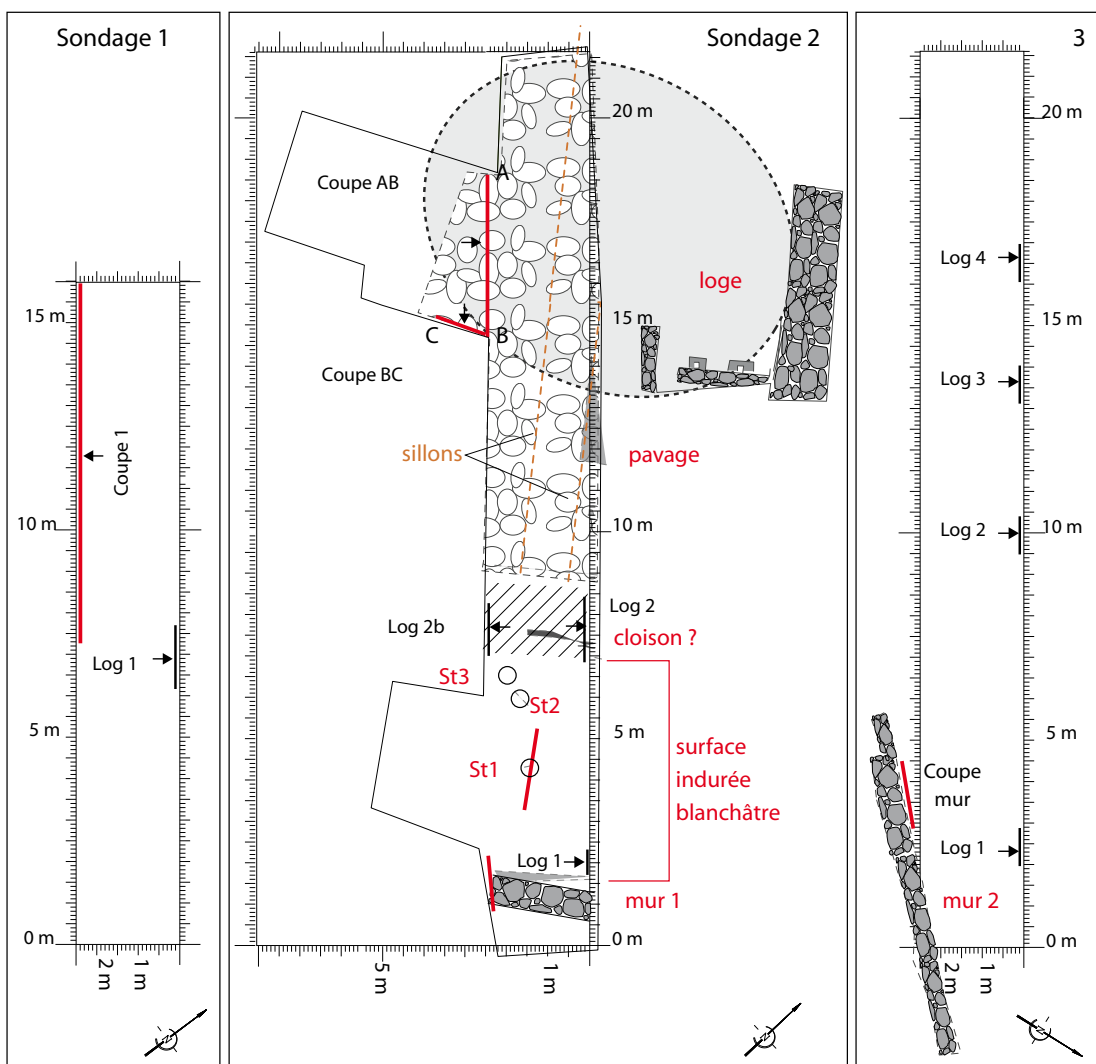 Sondage 1
15 m
Coupe 1
10 m
Log 1
5 m
0 m
2 m
1 m
N
Sondage 2
20 m
A
Coupe AB
loge
15 m
C
B
Coupe BC
sillons
pavage
10 m
Log 2b
Log 2
cloison ?
St3
St2
5 m
St1
surface
indurée
blanchâtre
Log 1
mur 1
0 m
5 m
1 m
N
3
20 m
Log 4
15 m
Log 3
Log 2
10 m
5 m
Coupe
mur
Log 1
mur 2
0 m
2 m
1 m
N